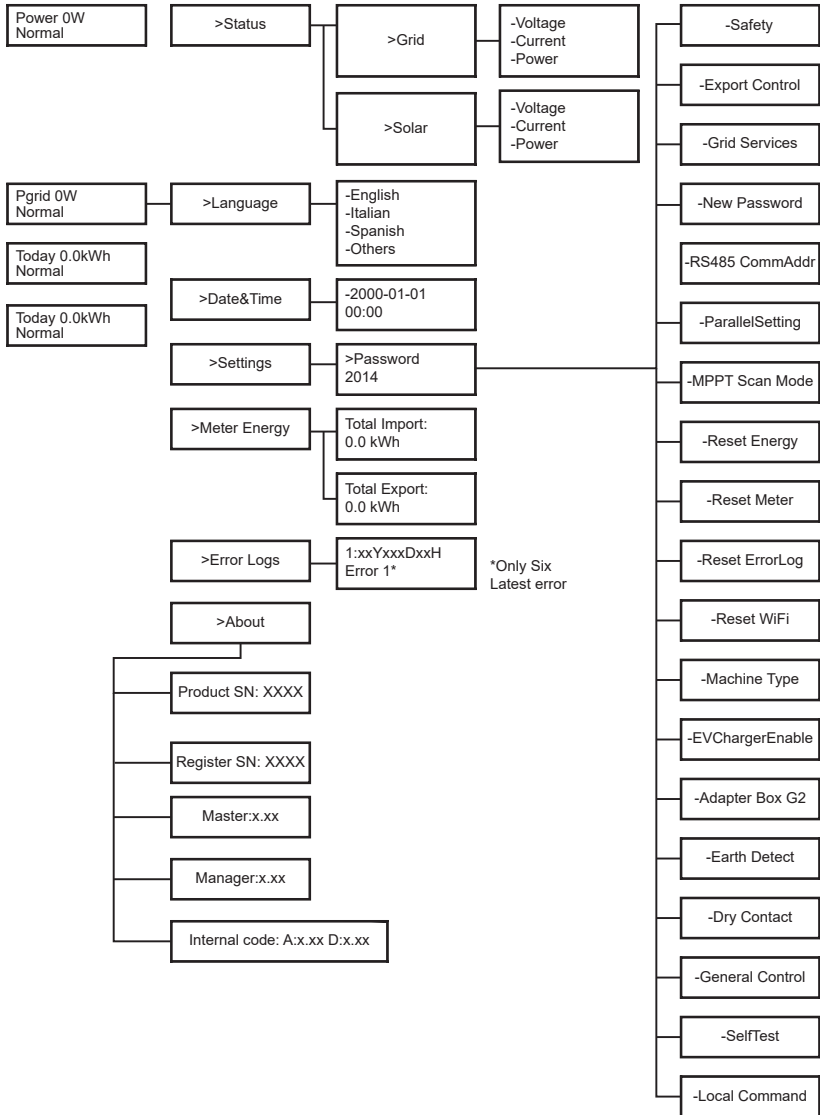 Power 0W
Normal
>Status
>Grid
-Voltage
-Current
-Power
>Solar
-Voltage
-Current
-Power
Pgrid 0W
Normal
>Language
-English
-Italian
-Spanish
-Others
Today 0.0kWh
Normal
Today 0.0kWh
Normal
>Date&Time
-2000-01-01
00:00
>Settings
>Password
2014
>Meter Energy
Total Import:
0.0 kWh
Total Export:
0.0 kWh
>Error Logs
1:xxYxxxDxxH
Error 1*
*Only Six
Latest error
>About
Product SN: XXXX
Register SN: XXXX
Master:x.xx
Manager:x.xx
Internal code: A:x.xx D:x.xx
-Safety
-Export Control
-Grid Services
-New Password
-RS485 CommAddr
-ParallelSetting
-MPPT Scan Mode
-Reset Energy
-Reset Meter
-Reset ErrorLog
-Reset WiFi
-Machine Type
-EVChargerEnable
-Adapter Box G2
-Earth Detect
-Dry Contact
-General Control
-SelfTest
-Local Command